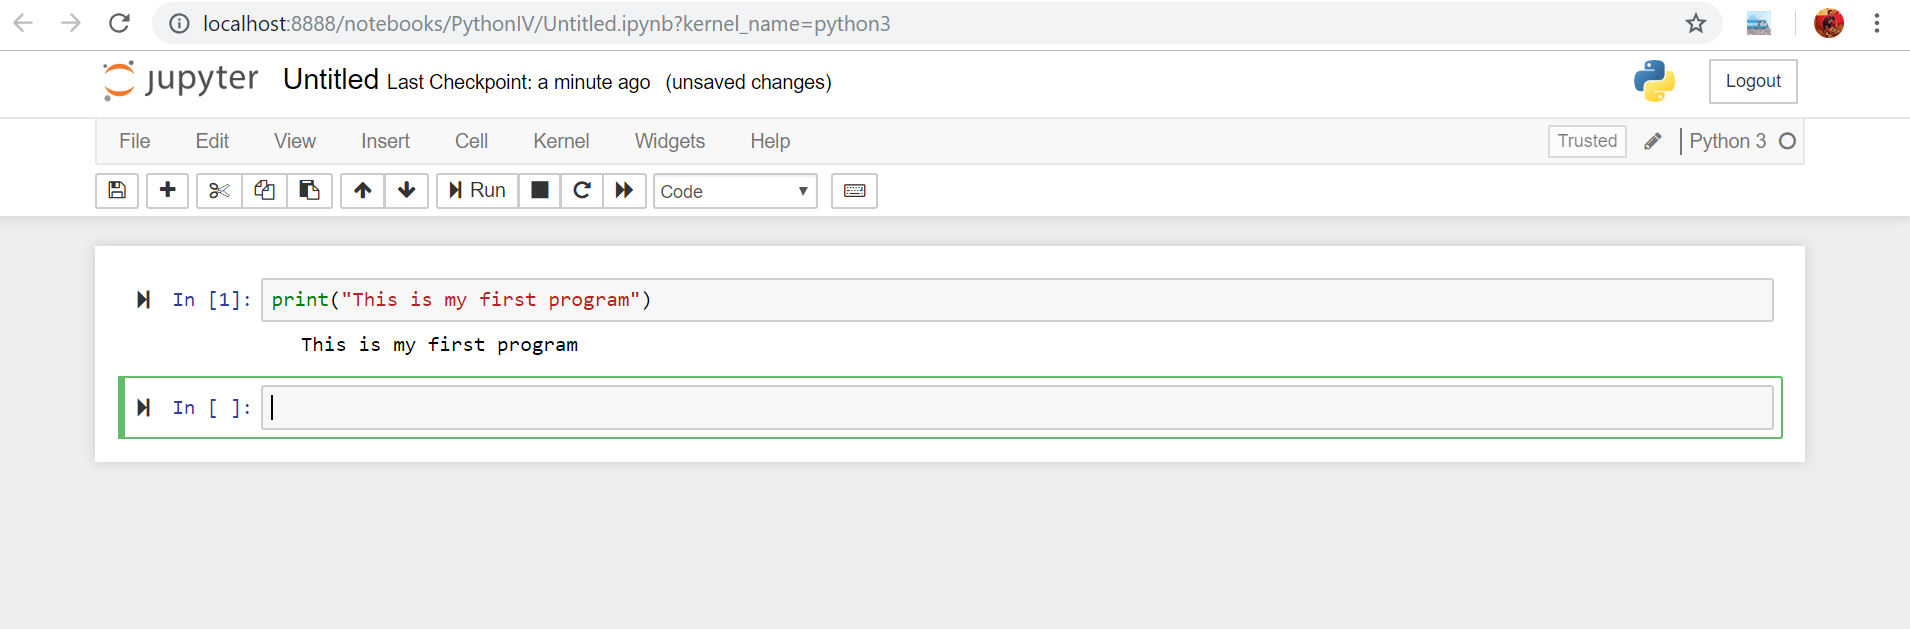 localhost:8888/notebooks/PythonIV/Untitled.ipynb?kernel_name=python3
jupyter Untitled Last Checkpoint: a minute ago (unsaved changes)
Logout
File Edit View Insert Cell Kernel Widgets Help
Trusted Python 3
Run Code
In [1]: print("This is my first program")
This is my first program
In [ ]: